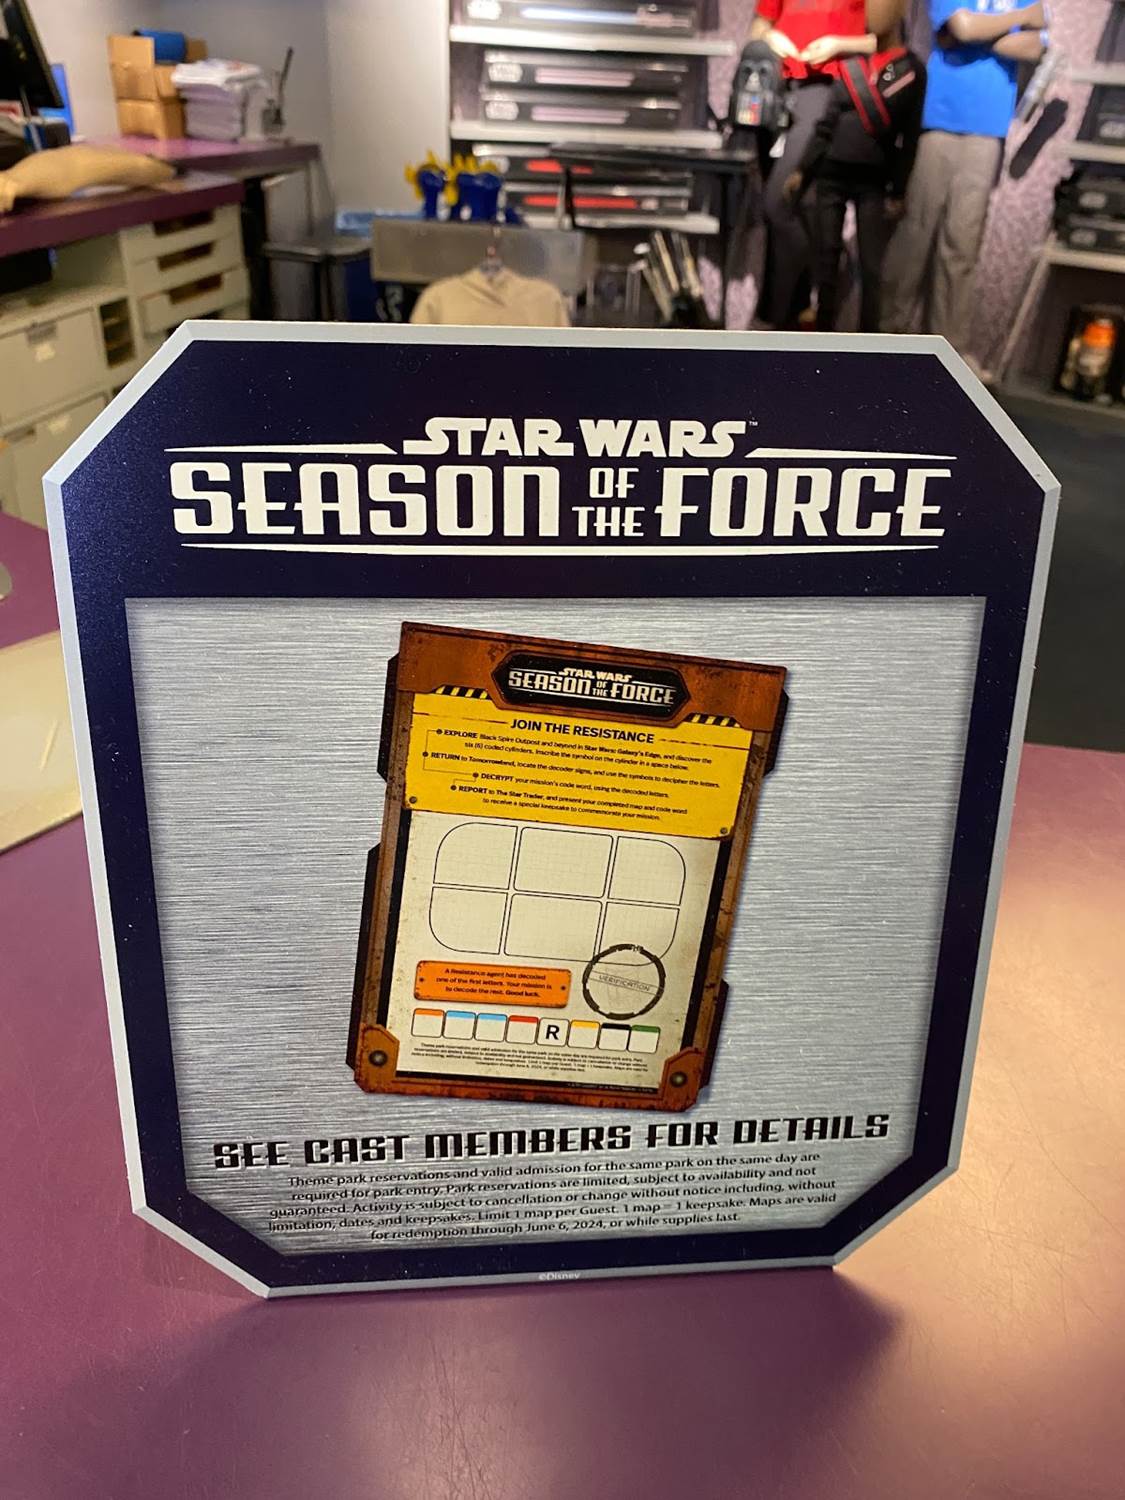 STAR WARS™
SEASON OF THE FORCE
STAR WARS
SEASON OF THE FORCE
JOIN THE RESISTANCE
EXPLORE Black Spire Outpost and beyond in Star Wars: Galaxy's Edge, and discover the
six (6) coded cylinders. Inscribe the symbol on the cylinder in a space below.
RETURN to Tomorrowland, locate the decoder signs, and use the symbols to decipher the letters.
DECRYPT your mission's code word, using the decoded letters.
REPORT to The Star Trader, and present your completed map and code word
to receive a special keepsake to commemorate your mission.
A Resistance agent has decoded
one of the first letters. Your mission is
to decode the rest. Good luck.
VERIFICATION
R
SEE CAST MEMBERS FOR DETAILS
Theme park reservations and valid admission for the same park on the same day are
required for park entry. Park reservations are limited, subject to availability and not
guaranteed. Activity is subject to cancellation or change without notice including, without
limitation, dates and keepsakes. Limit 1 map per Guest. 1 map = 1 keepsake. Maps are valid
for redemption through June 6, 2024, or while supplies last.
©Disney